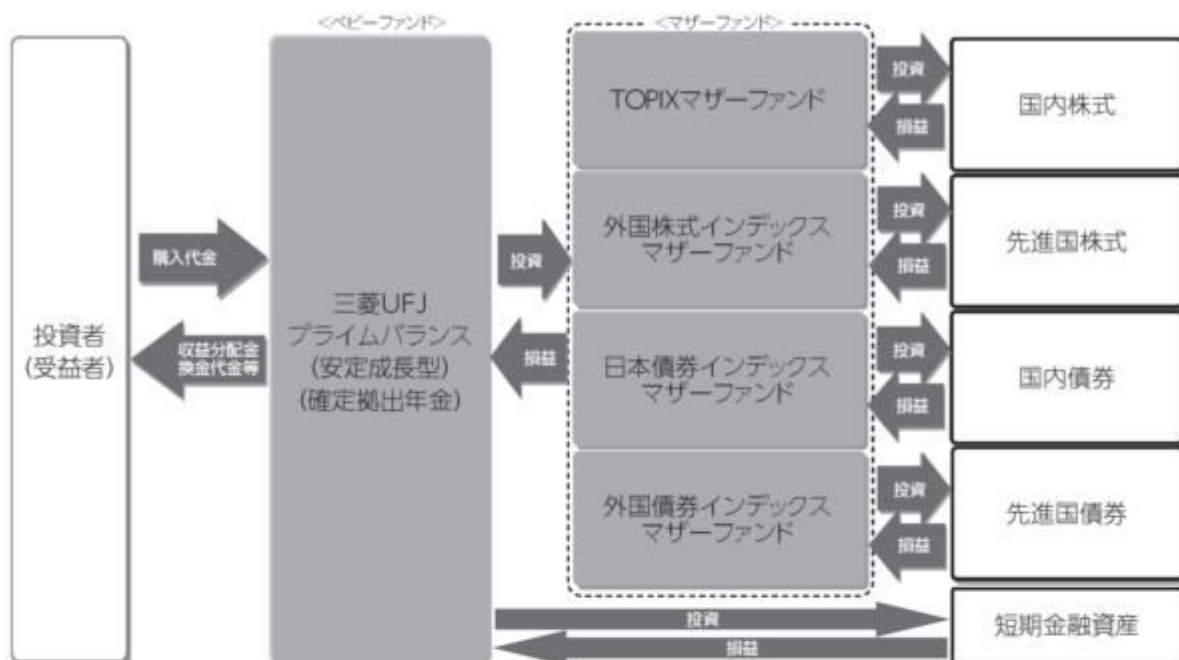 <ベビーファンド>
<マザーファンド>
投資者
(受益者)
購入代金
収益分配金
換金代金等
三菱UFJ
プライムバランス
(安定成長型)
(確定拠出年金)
投資
損益
TOPIXマザーファンド
投資
損益
国内株式
外国株式インデックス
マザーファンド
投資
損益
先進国株式
日本債券インデックス
マザーファンド
投資
損益
国内債券
外国債券インデックス
マザーファンド
投資
損益
先進国債券
投資
損益
短期金融資産